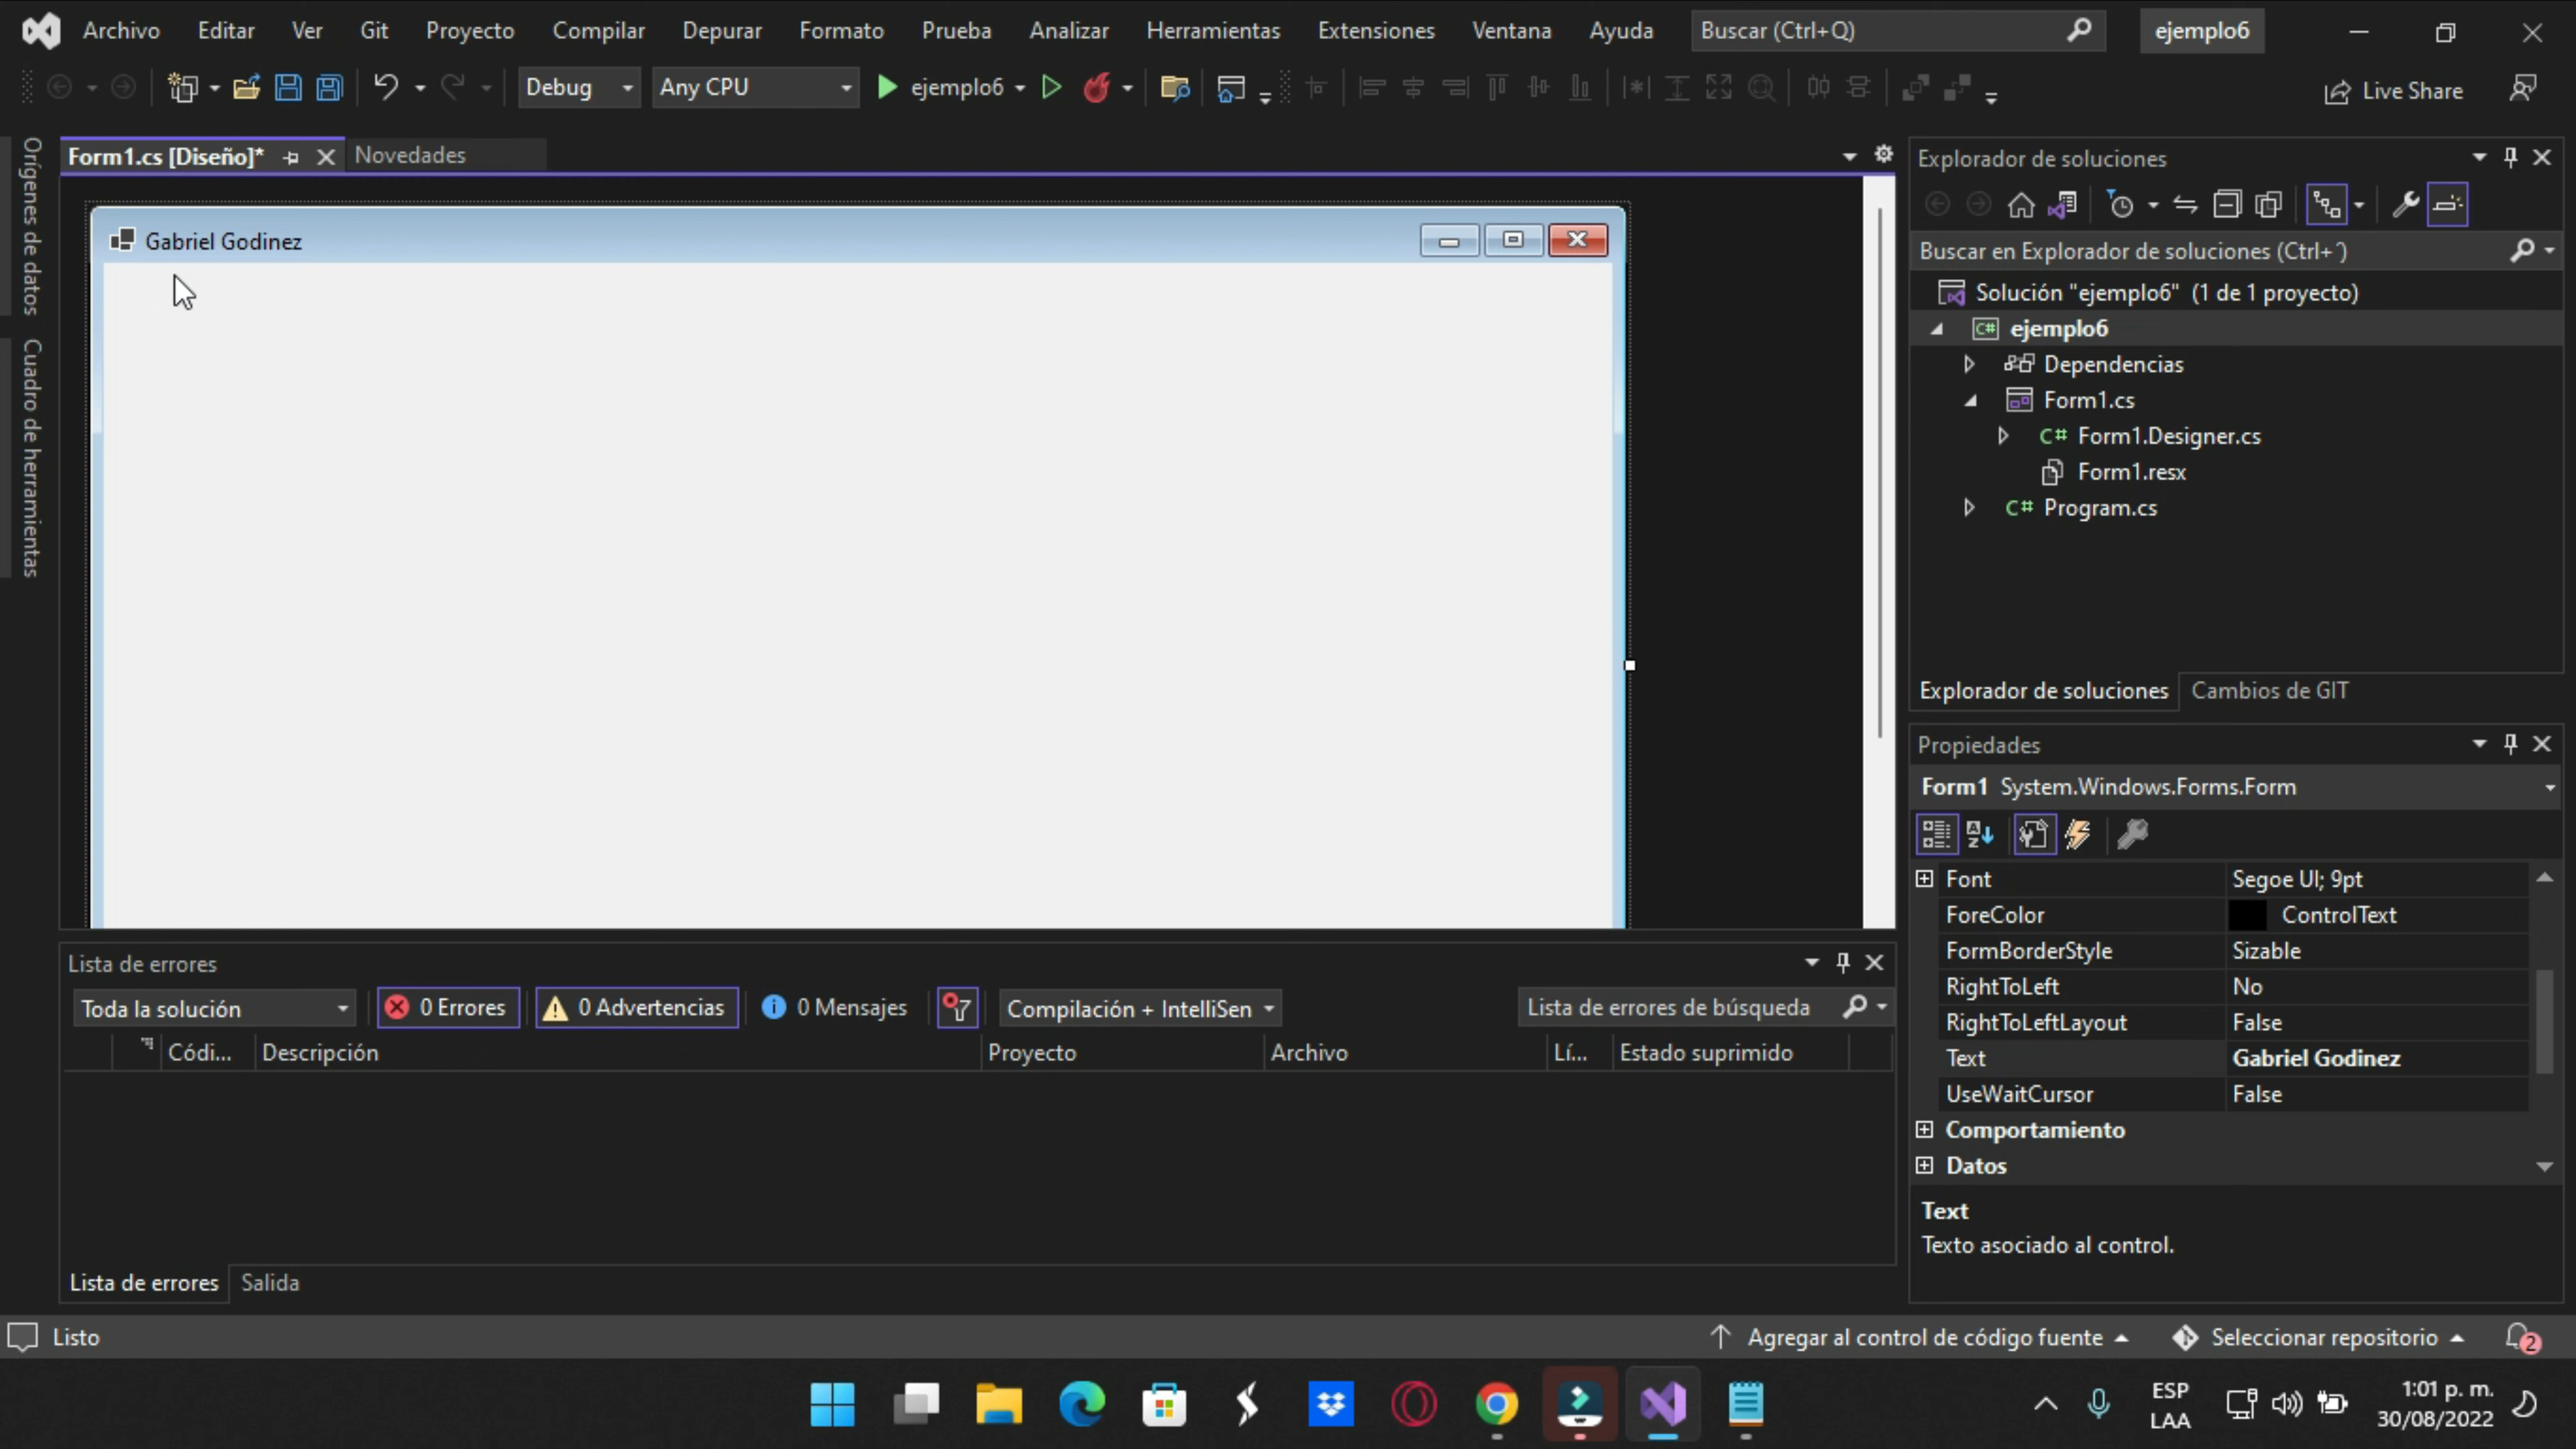 Archivo Editar Ver Git Proyecto Compilar Depurar Formato Prueba Analizar Herramientas Extensiones Ventana Ayuda Buscar (Ctrl+Q) ejemplo6
Debug Any CPU ejemplo6 Live Share
Orígenes de datos
Cuadro de herramientas
Form1.cs [Diseño]* Novedades
Gabriel Godinez
Explorador de soluciones
Buscar en Explorador de soluciones (Ctrl+´)
Solución "ejemplo6" (1 de 1 proyecto)
C# ejemplo6
Dependencias
Form1.cs
C# Form1.Designer.cs
Form1.resx
C# Program.cs
Explorador de soluciones Cambios de GIT
Propiedades
Form1 System.Windows.Forms.Form
Font Segoe UI; 9pt
ForeColor ControlText
FormBorderStyle Sizable
RightToLeft No
RightToLeftLayout False
Text Gabriel Godinez
UseWaitCursor False
Comportamiento
Datos
Text
Texto asociado al control.
Lista de errores
Toda la solución 0 Errores 0 Advertencias 0 Mensajes Compilación + IntelliSen Lista de errores de búsqueda
Códi... Descripción Proyecto Archivo Lí... Estado suprimido
Lista de errores Salida
Listo Agregar al control de código fuente Seleccionar repositorio 2
ESP
LAA
1:01 p. m.
30/08/2022